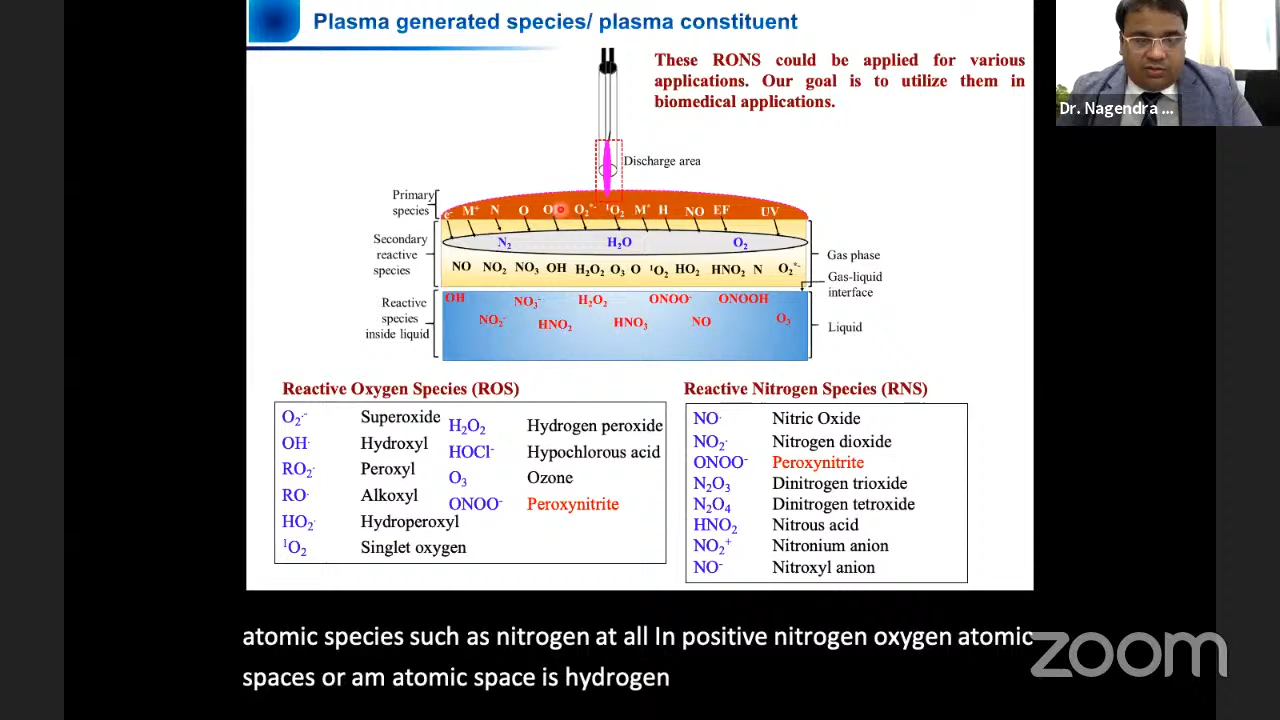 Plasma generated species/ plasma constituent
These RONS could be applied for various
applications. Our goal is to utilize them in
biomedical applications.
Dr. Nagendra ...
Discharge area
Primary
species
e⁻ M⁺ N O O₂•⁻ ¹O₂ M* H NO EF UV
N₂ H₂O O₂
Secondary
reactive
species
NO NO₂ NO₃ OH H₂O₂ O₃ O ¹O₂ HO₂ HNO₂ N O₂•⁻
Gas phase
Gas-liquid
interface
Reactive
species
inside liquid
OH NO₃⁻ H₂O₂ ONOO⁻ ONOOH
NO₂⁻ HNO₂ HNO₃ NO O₃
Liquid
Reactive Oxygen Species (ROS)
O₂·⁻ Superoxide
OH· Hydroxyl
RO₂· Peroxyl
RO· Alkoxyl
HO₂· Hydroperoxyl
¹O₂ Singlet oxygen
H₂O₂ Hydrogen peroxide
HOCl⁻ Hypochlorous acid
O₃ Ozone
ONOO⁻ Peroxynitrite
Reactive Nitrogen Species (RNS)
NO· Nitric Oxide
NO₂· Nitrogen dioxide
ONOO⁻ Peroxynitrite
N₂O₃ Dinitrogen trioxide
N₂O₄ Dinitrogen tetroxide
HNO₂ Nitrous acid
NO₂⁺ Nitronium anion
NO⁻ Nitroxyl anion
atomic species such as nitrogen at all In positive nitrogen oxygen atomic
spaces or am atomic space is hydrogen
zoom